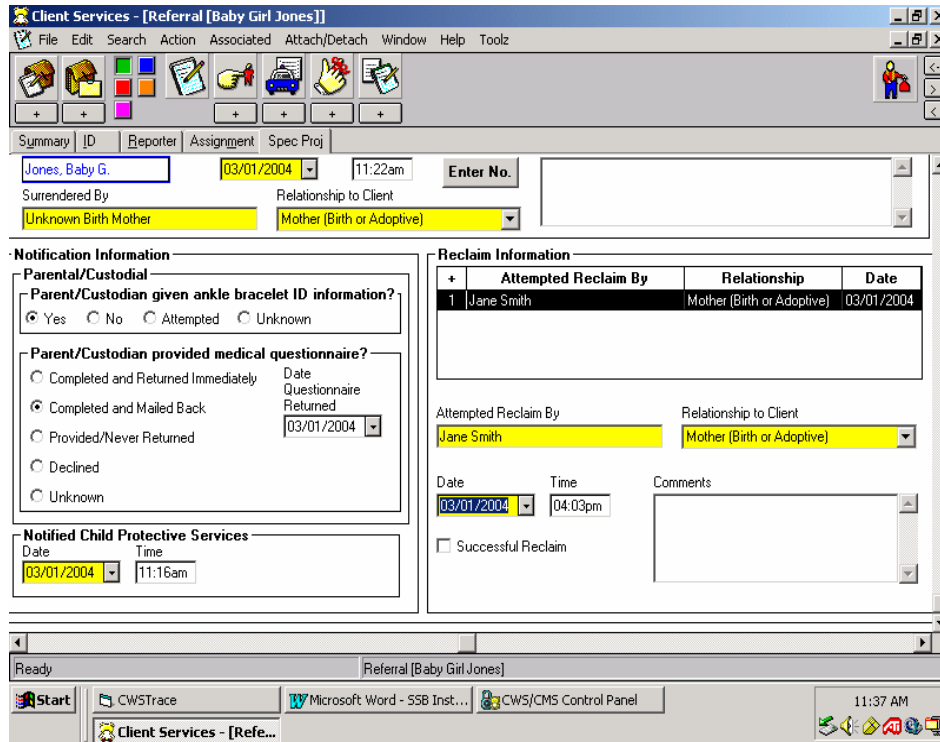 Client Services - [Referral [Baby Girl Jones]]
File Edit Search Action Associated Attach/Detach Window Help Toolz
+ + + + + +
Summary ID Reporter Assignment Spec Proj
Jones, Baby G. 03/01/2004 11:22am Enter No.
Surrendered By Relationship to Client
Unknown Birth Mother Mother (Birth or Adoptive)
Notification Information
Parental/Custodial
Parent/Custodian given ankle bracelet ID information?
Yes No Attempted Unknown
Parent/Custodian provided medical questionnaire?
Completed and Returned Immediately
Completed and Mailed Back
Provided/Never Returned
Declined
Unknown
Date
Questionnaire
Returned
03/01/2004
Notified Child Protective Services
Date Time
03/01/2004 11:16am
Reclaim Information
+ Attempted Reclaim By Relationship Date
1 Jane Smith Mother (Birth or Adoptive) 03/01/2004
Attempted Reclaim By Relationship to Client
Jane Smith Mother (Birth or Adoptive)
Date Time Comments
03/01/2004 04:03pm
Successful Reclaim
Ready Referral [Baby Girl Jones]
Start CWSTrace Microsoft Word - SSB Inst... CWS/CMS Control Panel 11:37 AM
Client Services - [Refe...